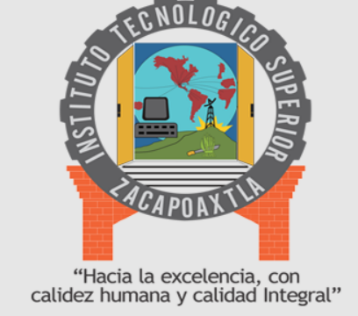 INSTITUTO TECNOLOGICO SUPERIOR
ZACAPOAXTLA
“Hacia la excelencia, con
calidez humana y calidad Integral”